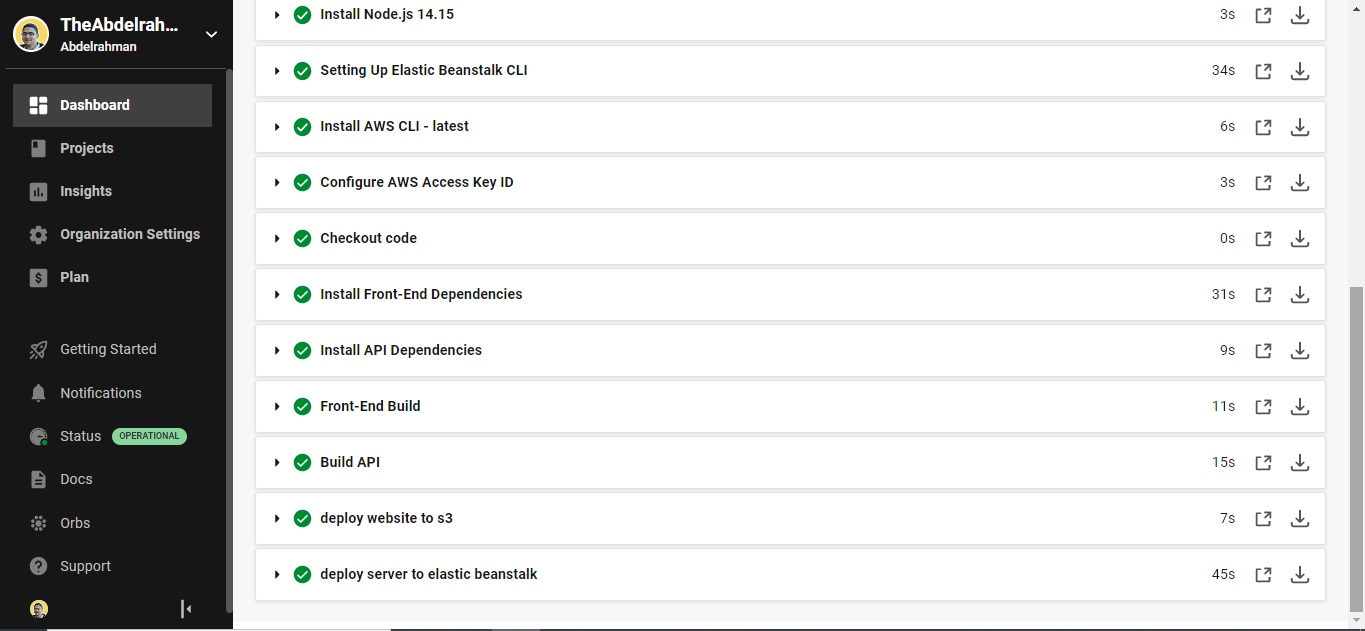 TheAbdelrah...
Abdelrahman
Dashboard
Projects
Insights
Organization Settings
Plan
Getting Started
Notifications
Status OPERATIONAL
Docs
Orbs
Support
Install Node.js 14.15 3s
Setting Up Elastic Beanstalk CLI 34s
Install AWS CLI - latest 6s
Configure AWS Access Key ID 3s
Checkout code 0s
Install Front-End Dependencies 31s
Install API Dependencies 9s
Front-End Build 11s
Build API 15s
deploy website to s3 7s
deploy server to elastic beanstalk 45s